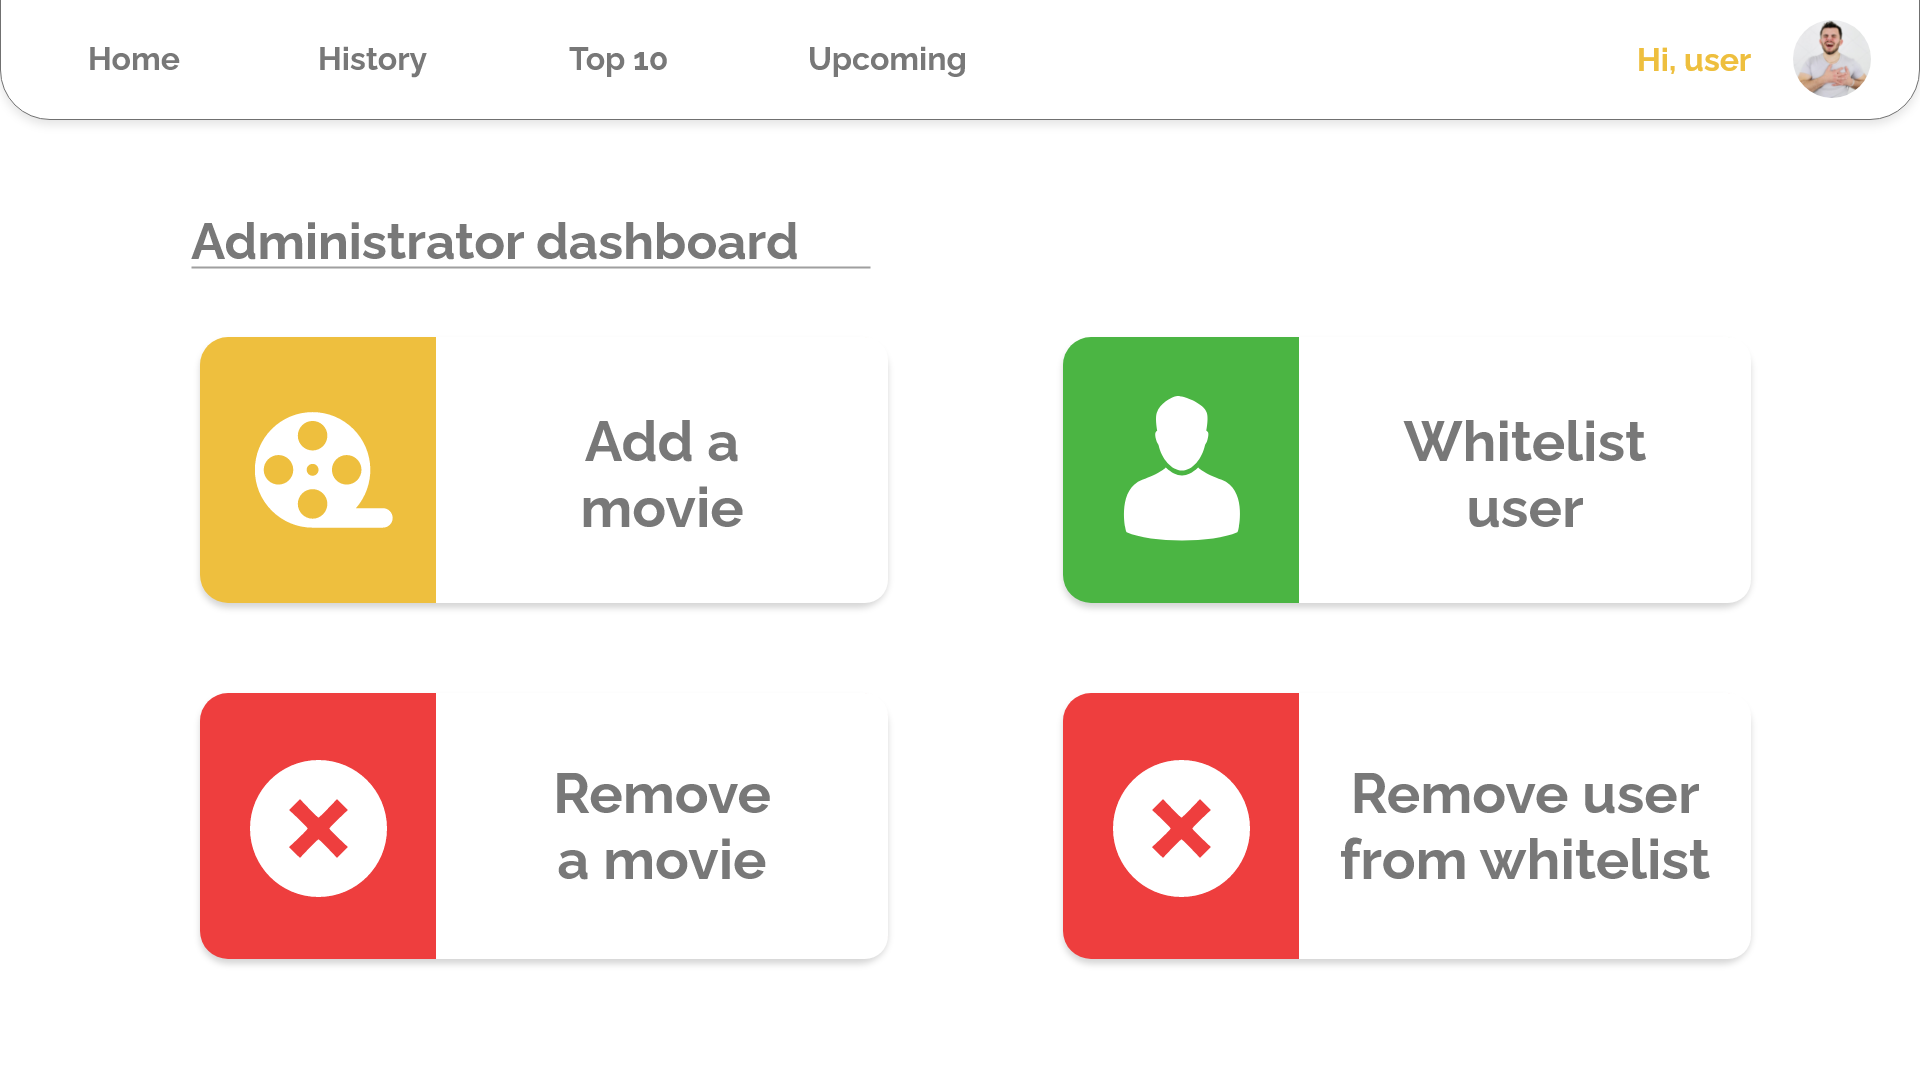 Home
History
Top 10
Upcoming
Hi, user
Administrator dashboard
Add a
movie
Whitelist
user
Remove
a movie
Remove user
from whitelist